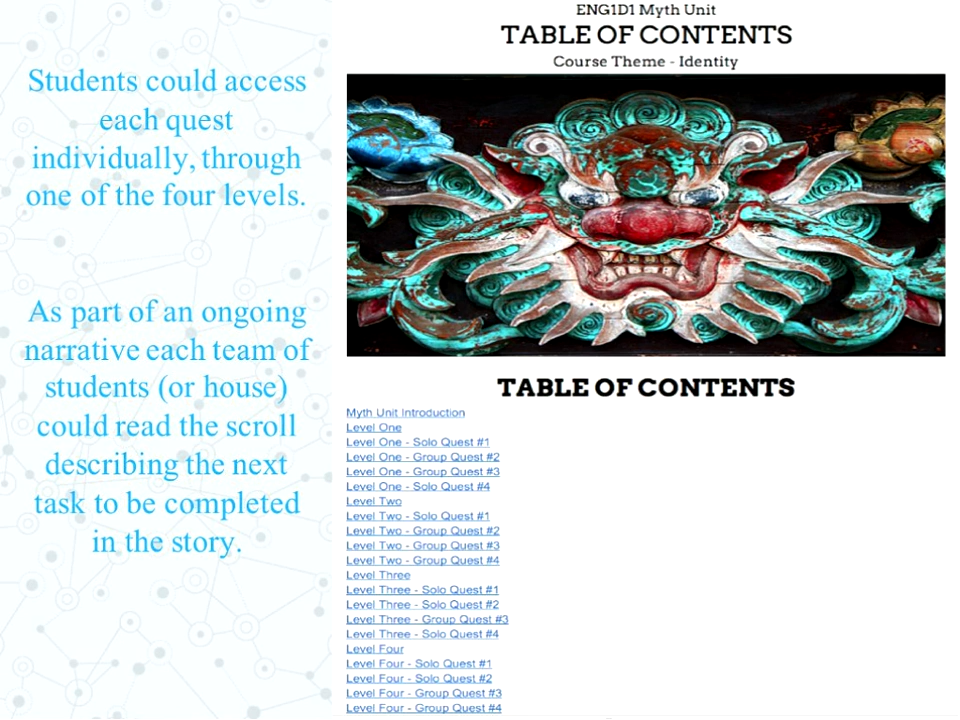 Students could access
each quest
individually, through
one of the four levels.
As part of an ongoing
narrative each team of
students (or house)
could read the scroll
describing the next
task to be completed
in the story.
ENG1D1 Myth Unit
TABLE OF CONTENTS
Course Theme - Identity
TABLE OF CONTENTS
Myth Unit Introduction
Level One
Level One - Solo Quest #1
Level One - Group Quest #2
Level One - Group Quest #3
Level One - Solo Quest #4
Level Two
Level Two - Solo Quest #1
Level Two - Group Quest #2
Level Two - Group Quest #3
Level Two - Group Quest #4
Level Three
Level Three - Solo Quest #1
Level Three - Solo Quest #2
Level Three - Group Quest #3
Level Three - Solo Quest #4
Level Four
Level Four - Solo Quest #1
Level Four - Solo Quest #2
Level Four - Group Quest #3
Level Four - Group Quest #4